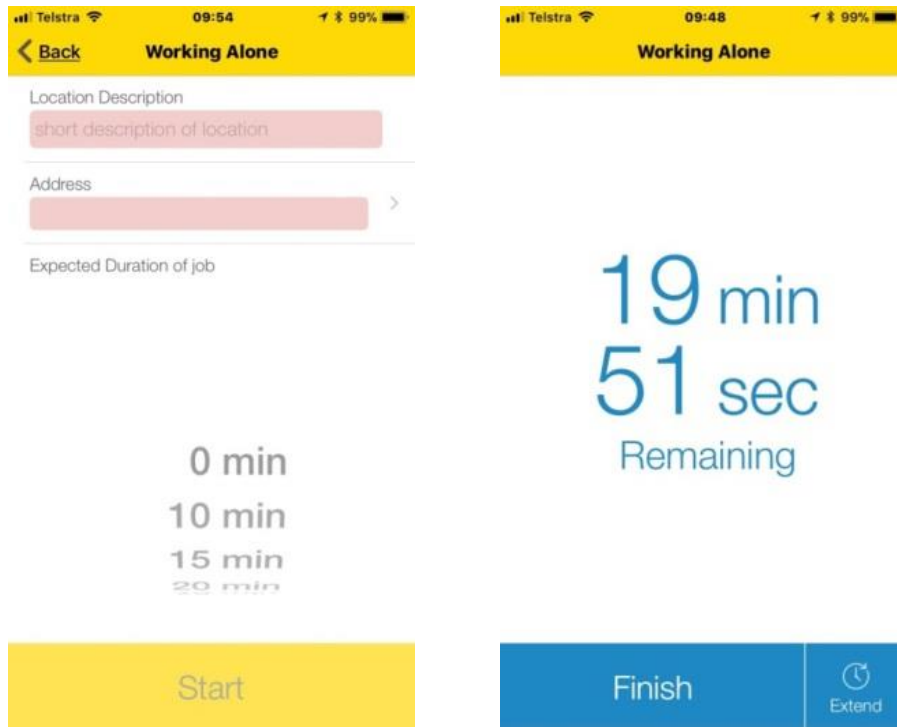 Telstra 09:54 99%
Back Working Alone
Location Description
short description of location
Address
Expected Duration of job
0 min
10 min
15 min
20 min
Start
Telstra 09:48 99%
Working Alone
19 min
51 sec
Remaining
Finish
Extend